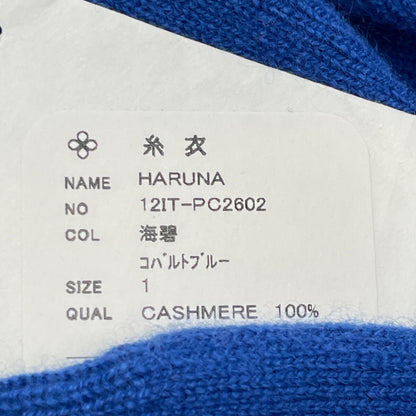 糸衣
NAME HARUNA
NO 12IT-PC2602
COL 海碧
ｺﾊﾞﾙﾄﾌﾞﾙｰ
SIZE 1
QUAL CASHMERE 100%